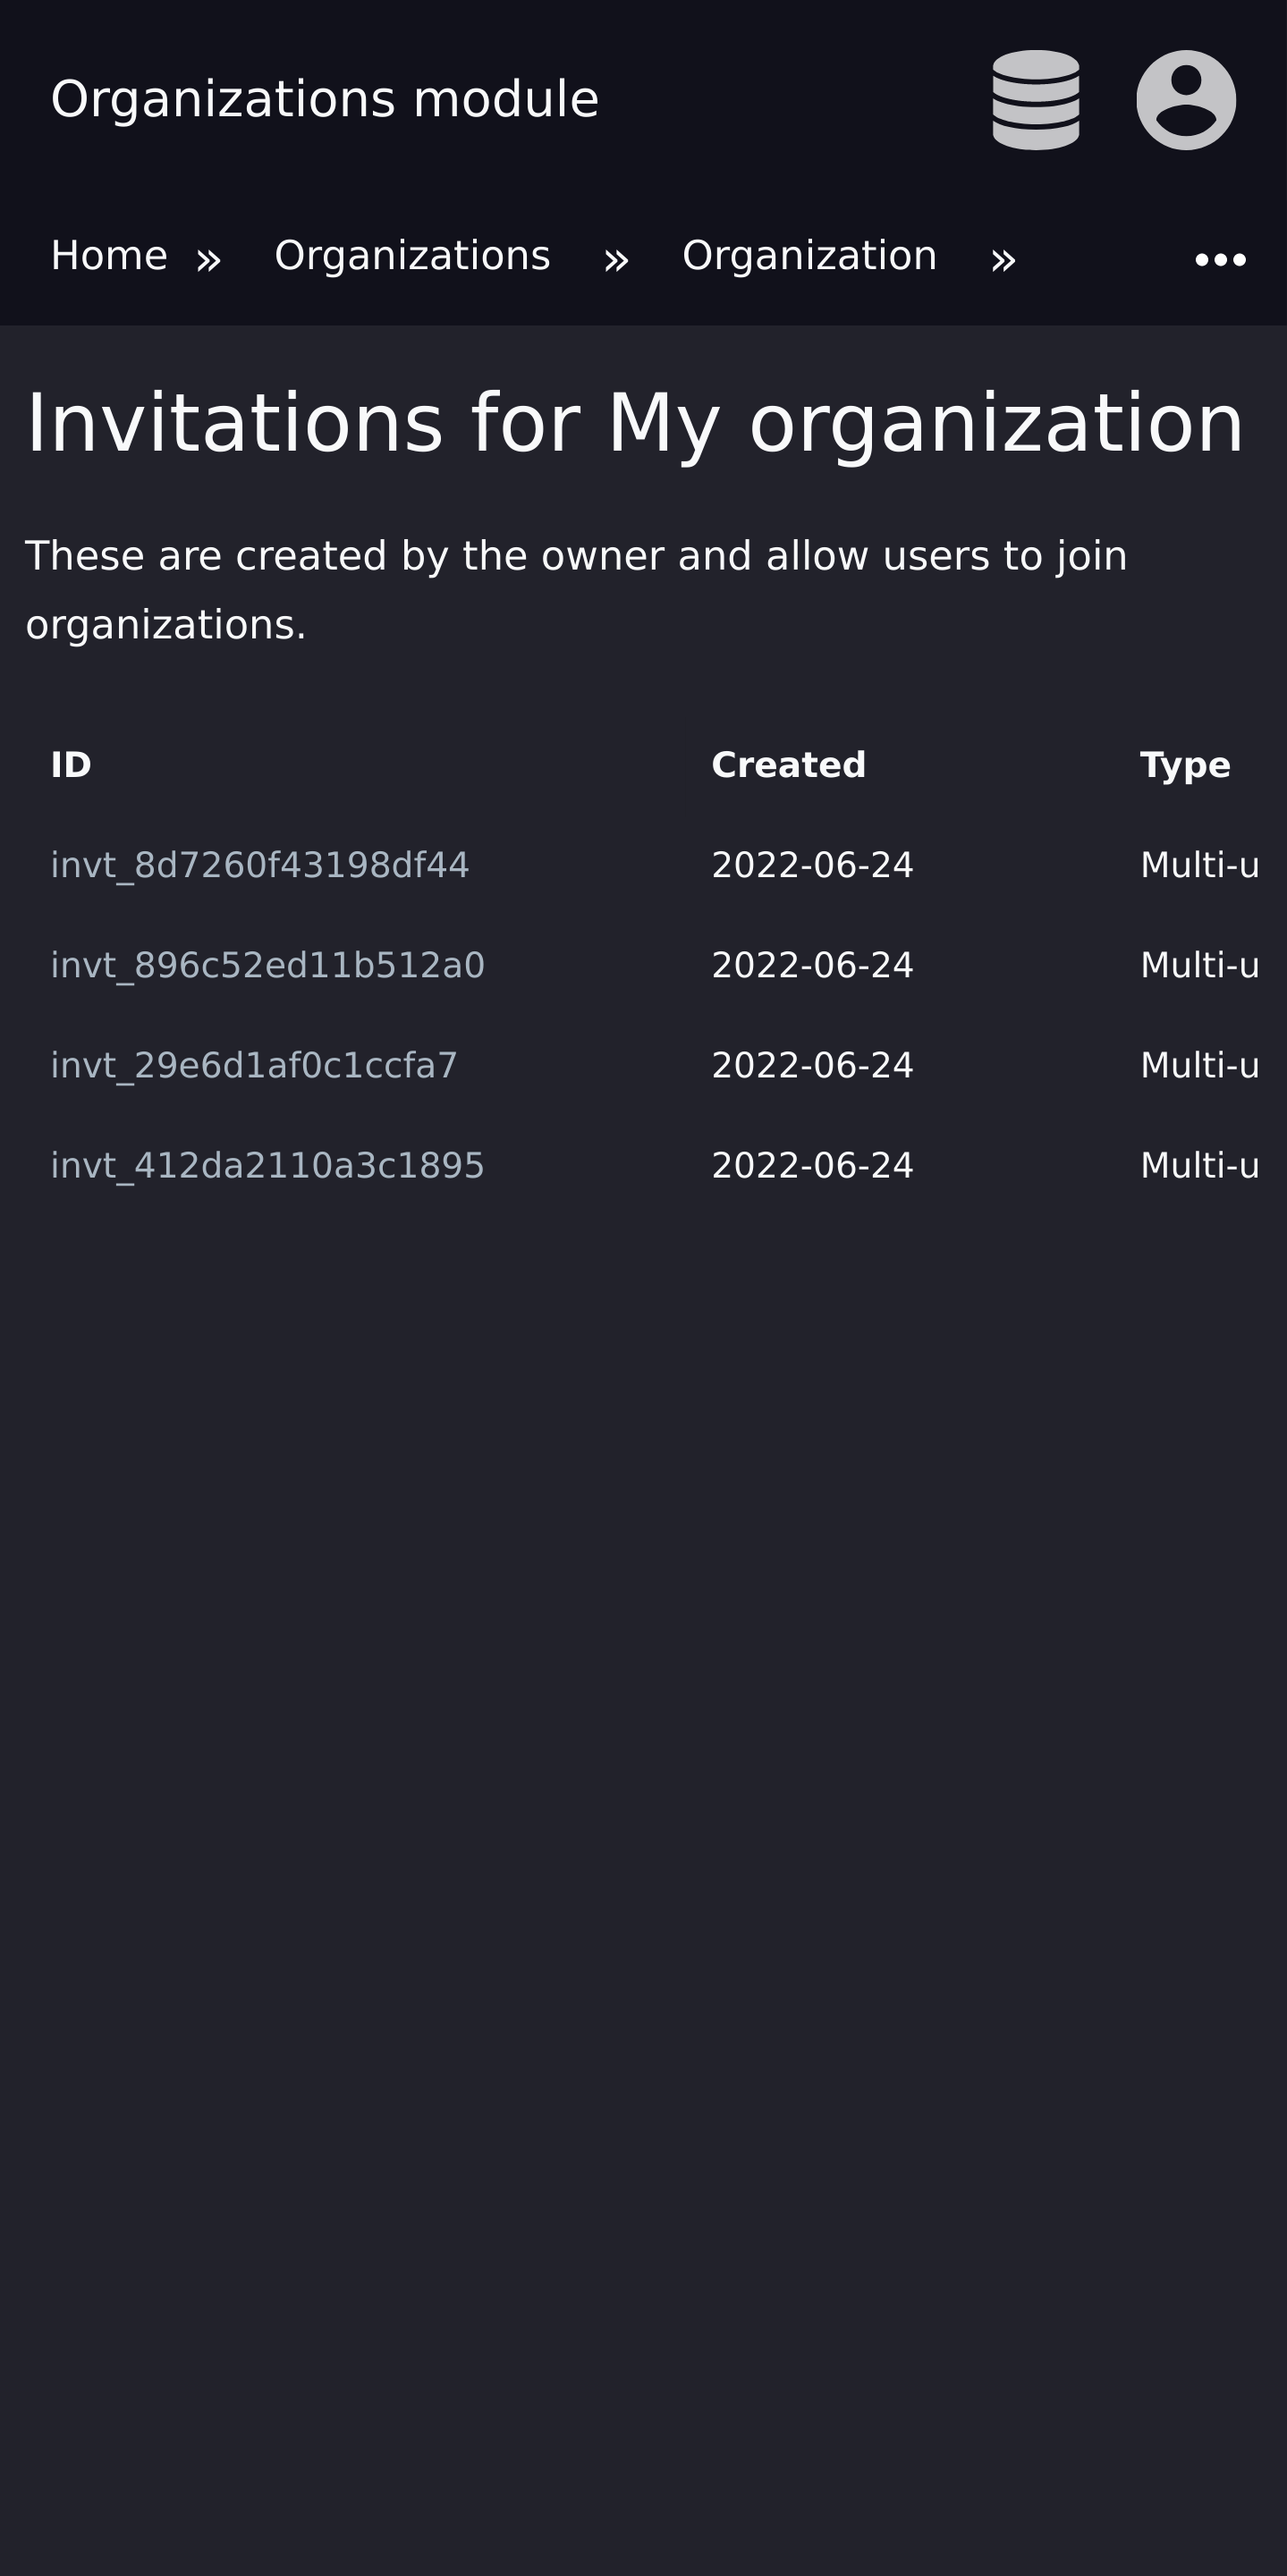 Organizations module
Home » Organizations » Organization » •••
Invitations for My organization
These are created by the owner and allow users to join
organizations.
ID Created Type
invt_8d7260f43198df44 2022-06-24 Multi-u
invt_896c52ed11b512a0 2022-06-24 Multi-u
invt_29e6d1af0c1ccfa7 2022-06-24 Multi-u
invt_412da2110a3c1895 2022-06-24 Multi-u